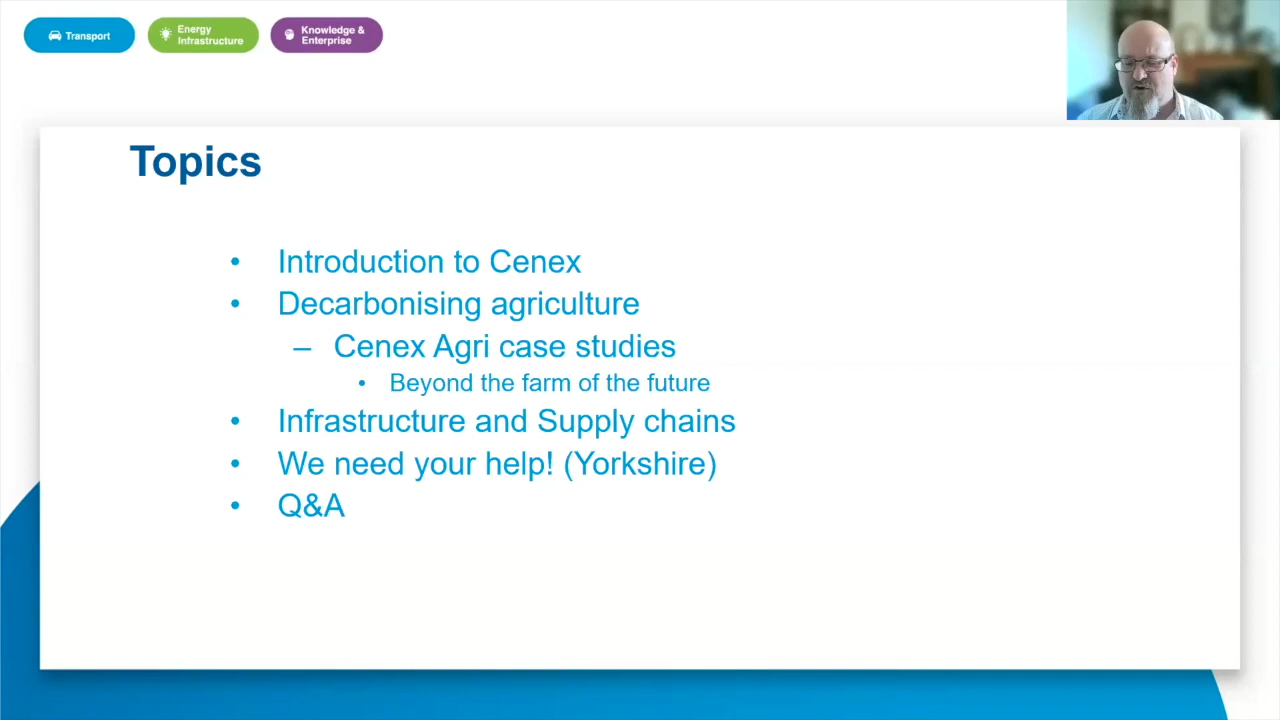 Transport
Energy
Infrastructure
Knowledge &
Enterprise
Topics
• Introduction to Cenex
• Decarbonising agriculture
– Cenex Agri case studies
• Beyond the farm of the future
• Infrastructure and Supply chains
• We need your help! (Yorkshire)
• Q&A